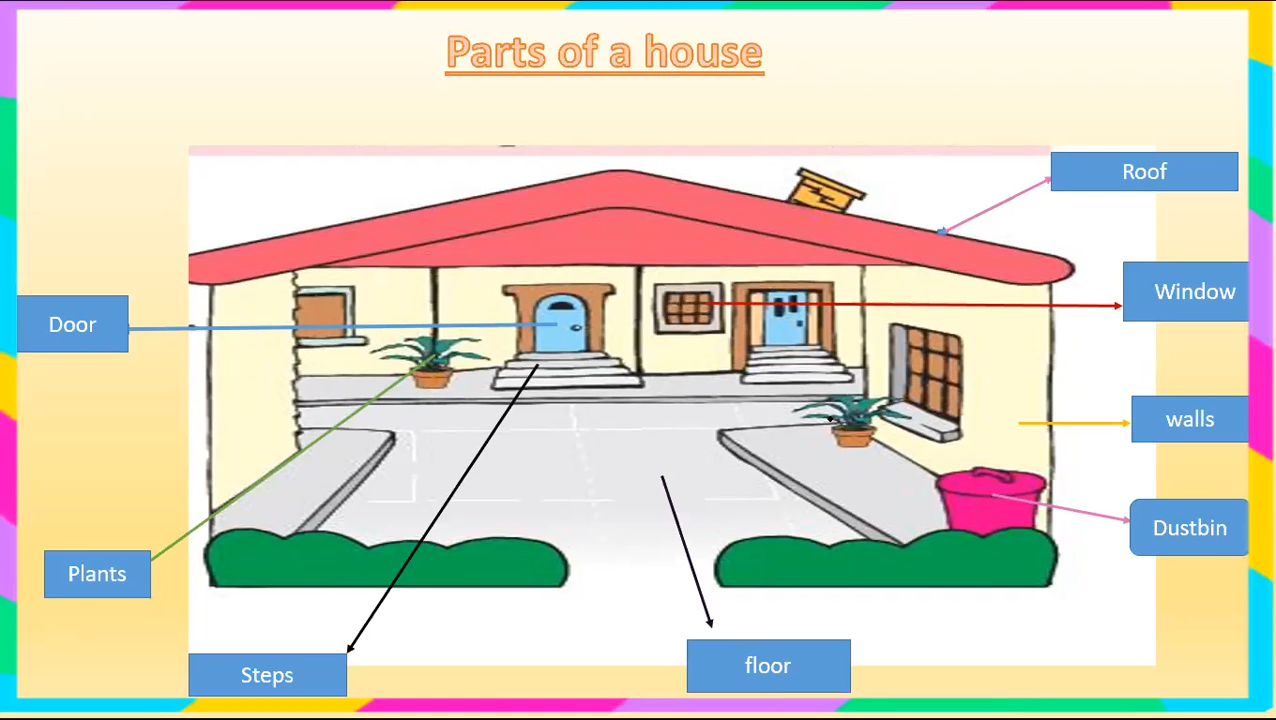 Parts of a house
Roof
Window
Door
walls
Dustbin
Plants
floor
Steps